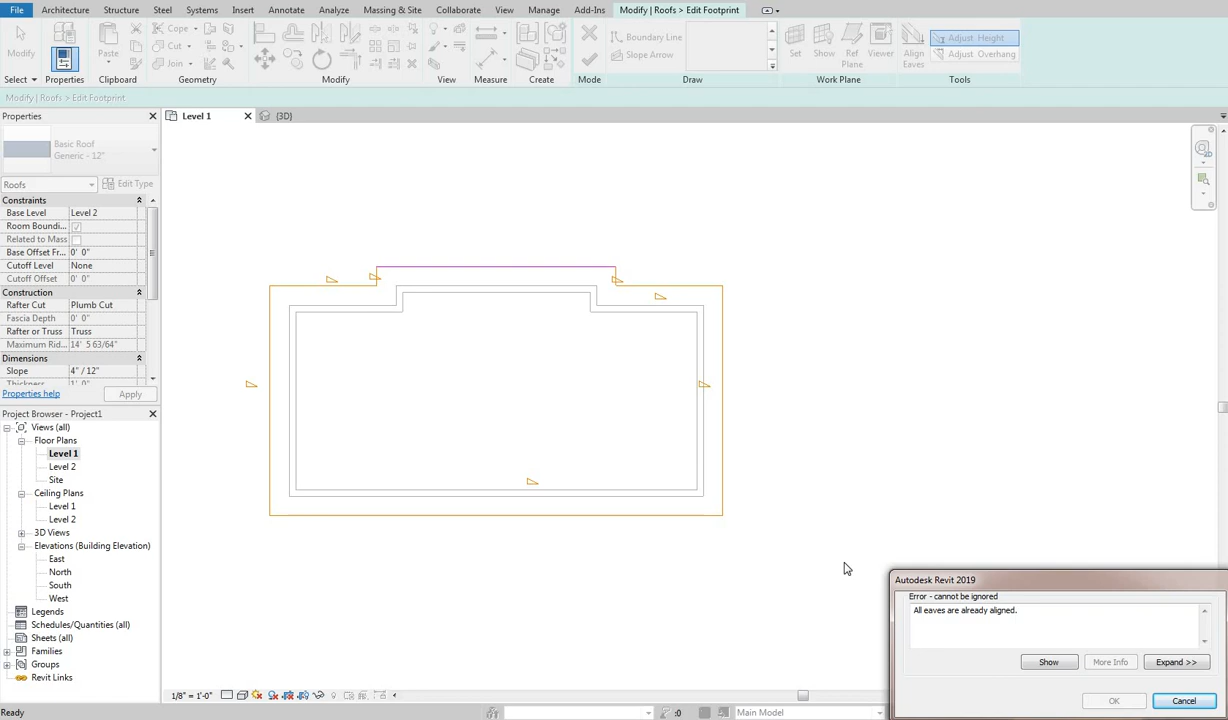 File Architecture Structure Steel Systems Insert Annotate Analyze Massing & Site Collaborate View Manage Add-Ins Modify | Roofs > Edit Footprint
Modify Paste Cope Cut Join Boundary Line Slope Arrow Set Show Ref Plane Viewer Align Eaves Adjust Height Adjust Overhang
Select Properties Clipboard Geometry Modify View Measure Create Mode Draw Work Plane Tools
Modify | Roofs > Edit Footprint
Properties
Level 1 {3D}
Basic Roof
Generic - 12"
Roofs Edit Type
Constraints
Base Level Level 2
Room Boundi...
Related to Mass
Base Offset Fr... 0' 0"
Cutoff Level None
Cutoff Offset 0' 0"
Construction
Rafter Cut Plumb Cut
Fascia Depth 0' 0"
Rafter or Truss Truss
Maximum Rid... 14' 5 63/64"
Dimensions
Slope 4" / 12"
Thickness 1' 0"
Properties help Apply
Project Browser - Project1
Views (all)
Floor Plans
Level 1
Level 2
Site
Ceiling Plans
Level 1
Level 2
3D Views
Elevations (Building Elevation)
East
North
South
West
Legends
Schedules/Quantities (all)
Sheets (all)
Families
Groups
Revit Links
2D
Autodesk Revit 2019
Error - cannot be ignored
All eaves are already aligned.
Show More Info Expand >>
OK Cancel
1/8" = 1'-0"
Ready :0 Main Model